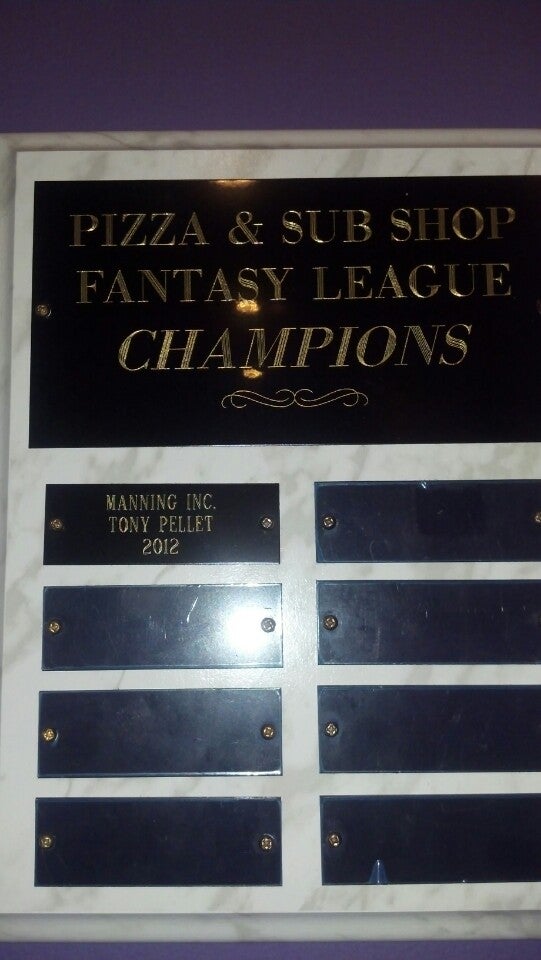 PIZZA & SUB SHOP
FANTASY LEAGUE
CHAMPIONS
MANNING INC.
TONY PELLET
2012